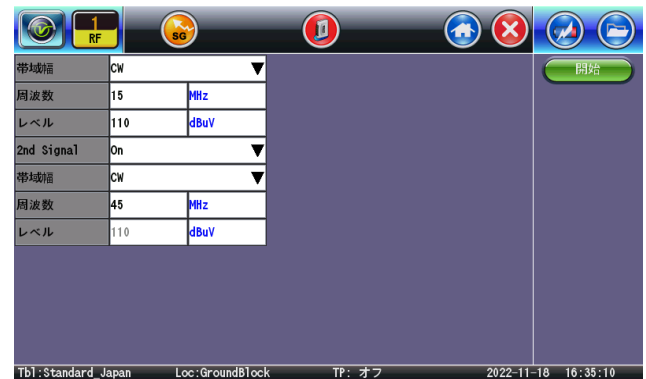 1
RF
SG
帯域幅 CW
開始
周波数 15 MHz
レベル 110 dBuV
2nd Signal On
帯域幅 CW
周波数 45 MHz
レベル 110 dBuV
Tbl:Standard_Japan Loc:GroundBlock TP: オフ 2022-11-18 16:35:10